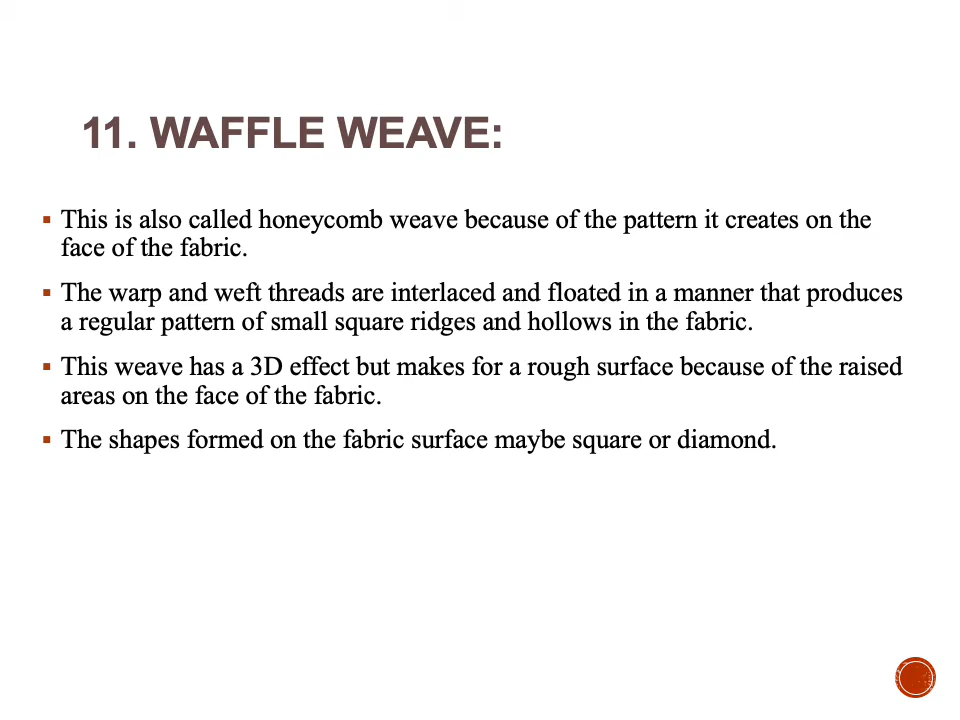 11. WAFFLE WEAVE:
▪ This is also called honeycomb weave because of the pattern it creates on the
face of the fabric.
▪ The warp and weft threads are interlaced and floated in a manner that produces
a regular pattern of small square ridges and hollows in the fabric.
▪ This weave has a 3D effect but makes for a rough surface because of the raised
areas on the face of the fabric.
▪ The shapes formed on the fabric surface maybe square or diamond.